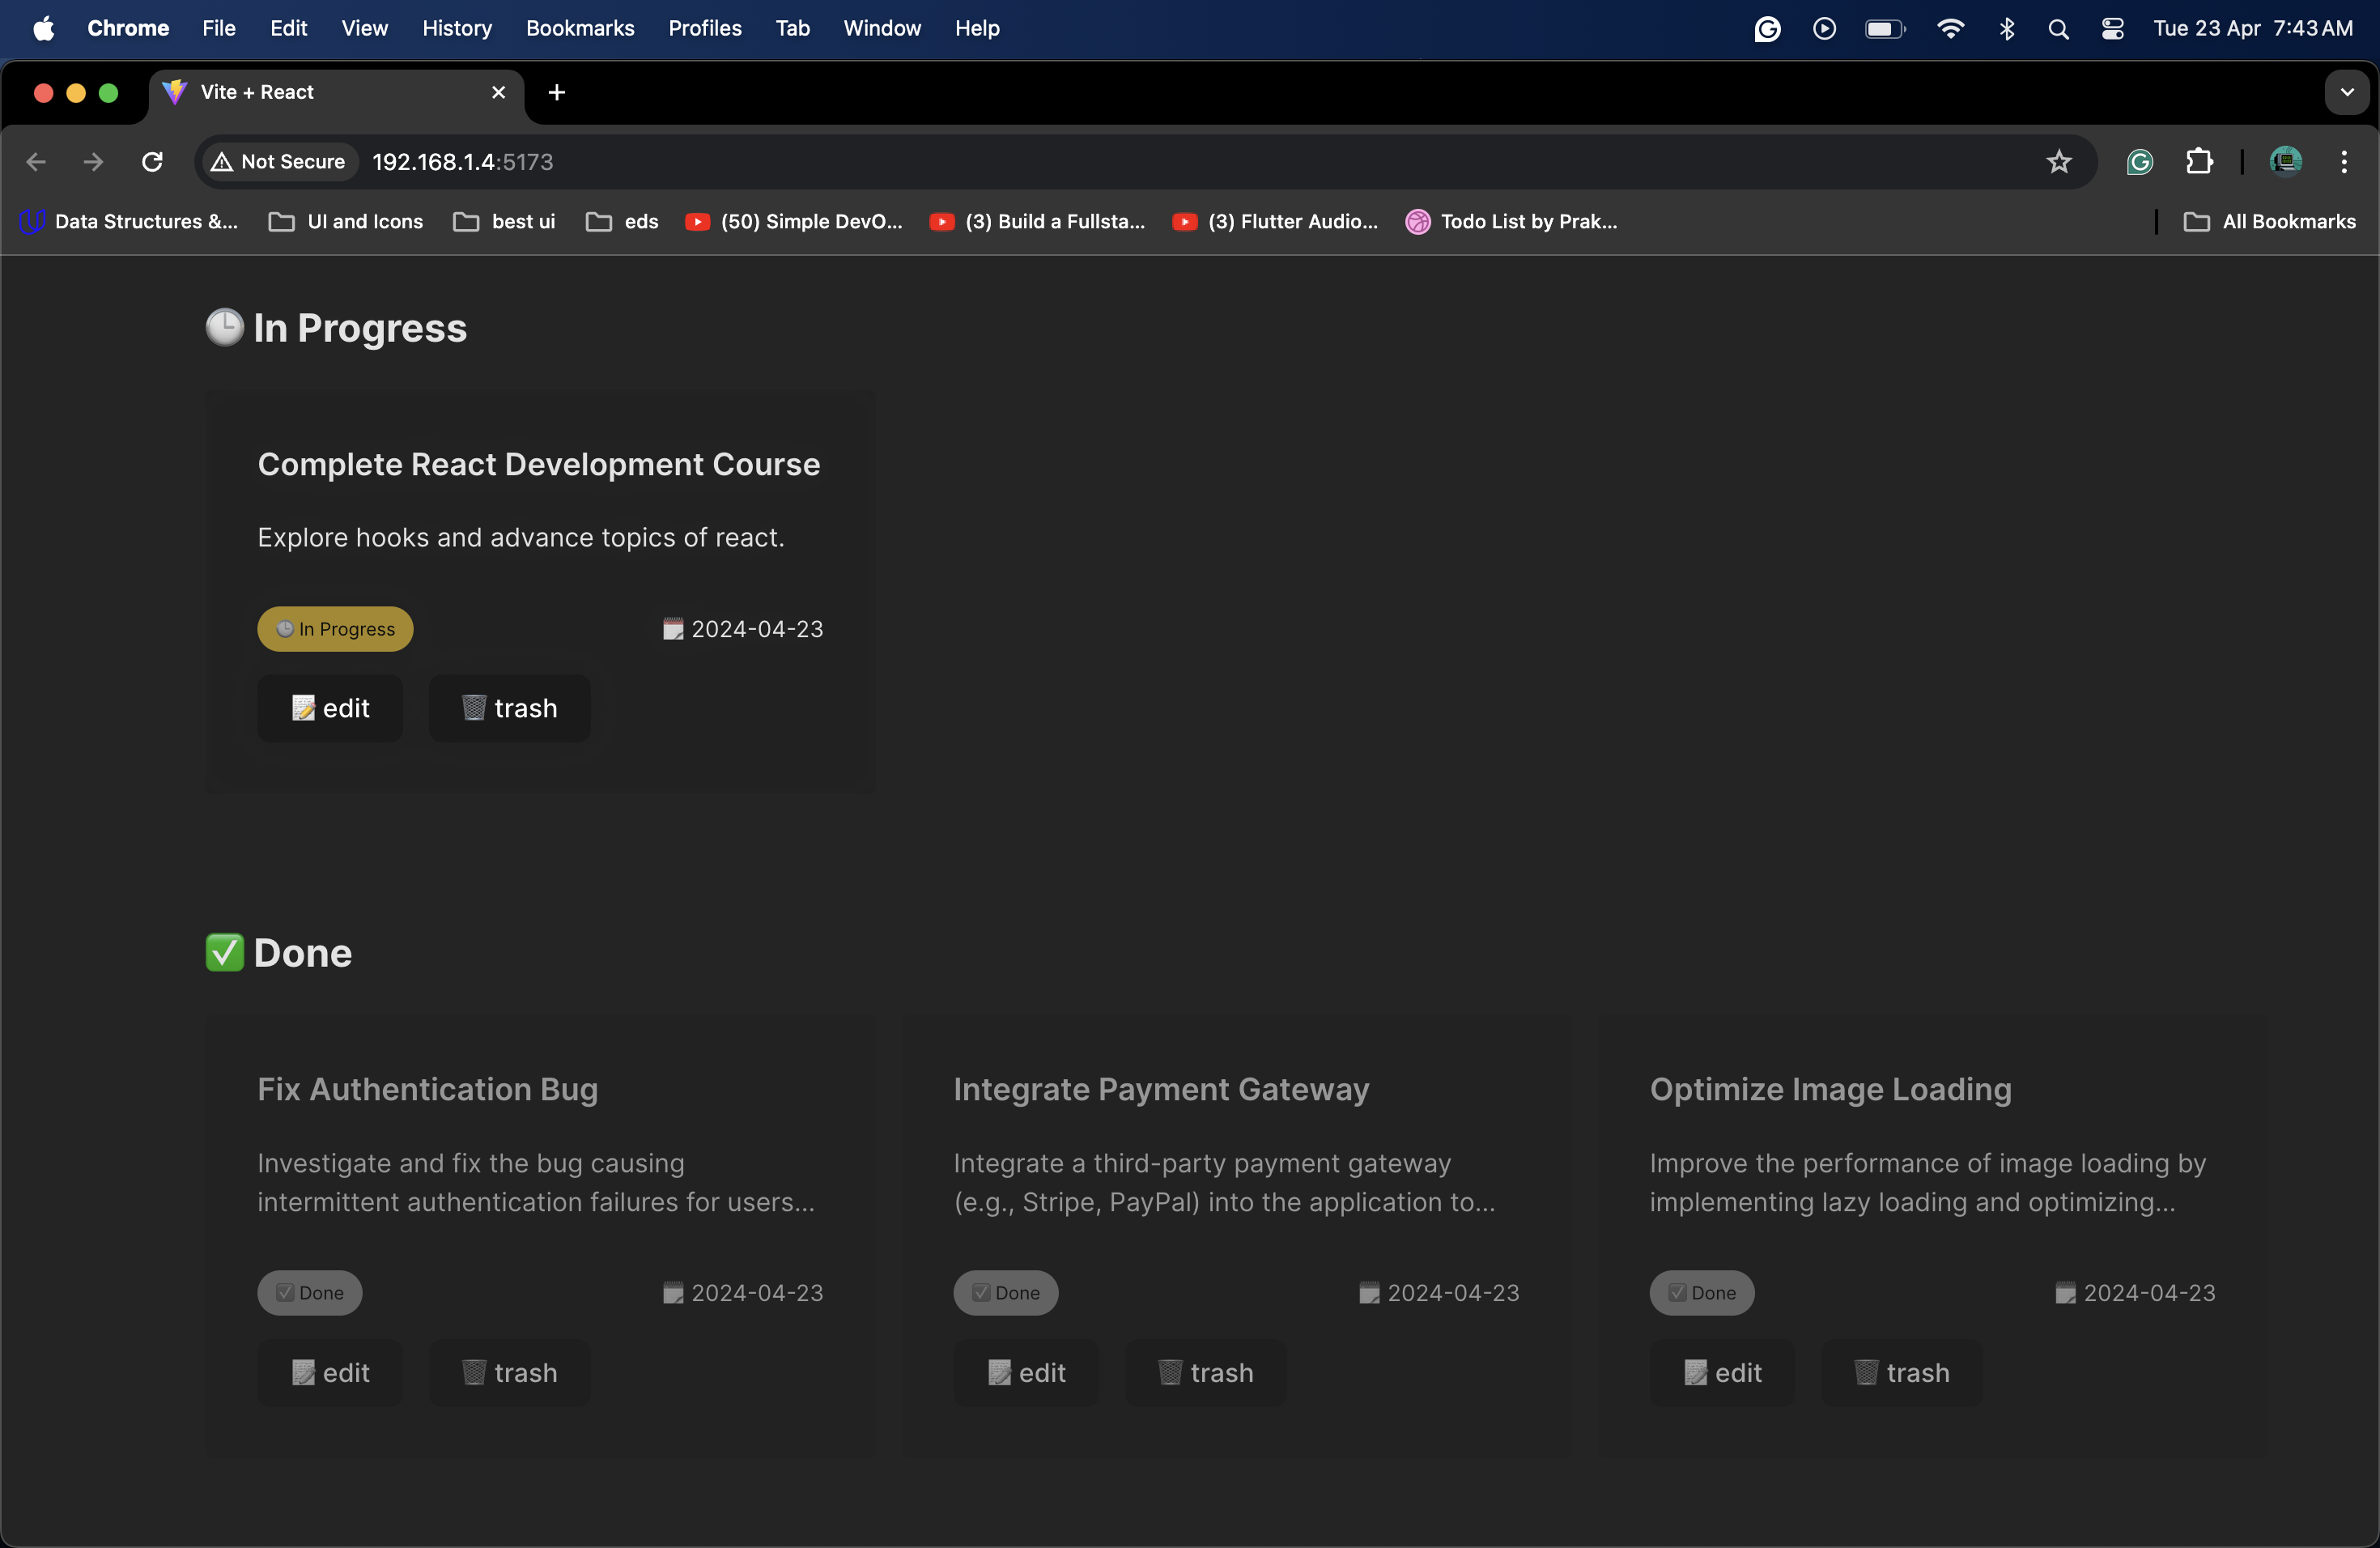 Chrome File Edit View History Bookmarks Profiles Tab Window Help Tue 23 Apr 7:43 AM
Vite + React
Not Secure 192.168.1.4:5173
Data Structures &... UI and Icons best ui eds (50) Simple DevO... (3) Build a Fullsta... (3) Flutter Audio... Todo List by Prak... All Bookmarks
In Progress
Complete React Development Course
Explore hooks and advance topics of react.
In Progress 2024-04-23
edit trash
Done
Fix Authentication Bug
Investigate and fix the bug causing
intermittent authentication failures for users...
Done 2024-04-23
edit trash
Integrate Payment Gateway
Integrate a third-party payment gateway
(e.g., Stripe, PayPal) into the application to...
Done 2024-04-23
edit trash
Optimize Image Loading
Improve the performance of image loading by
implementing lazy loading and optimizing...
Done 2024-04-23
edit trash